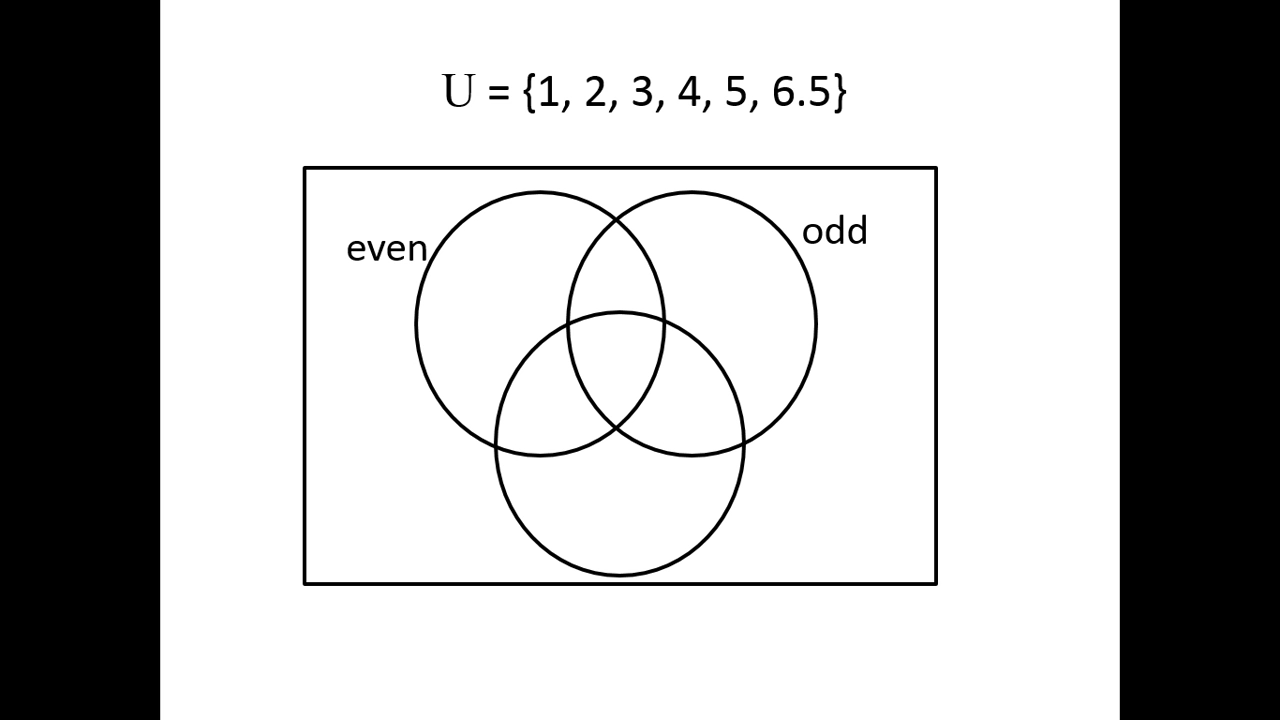 U = {1, 2, 3, 4, 5, 6.5}
even
odd